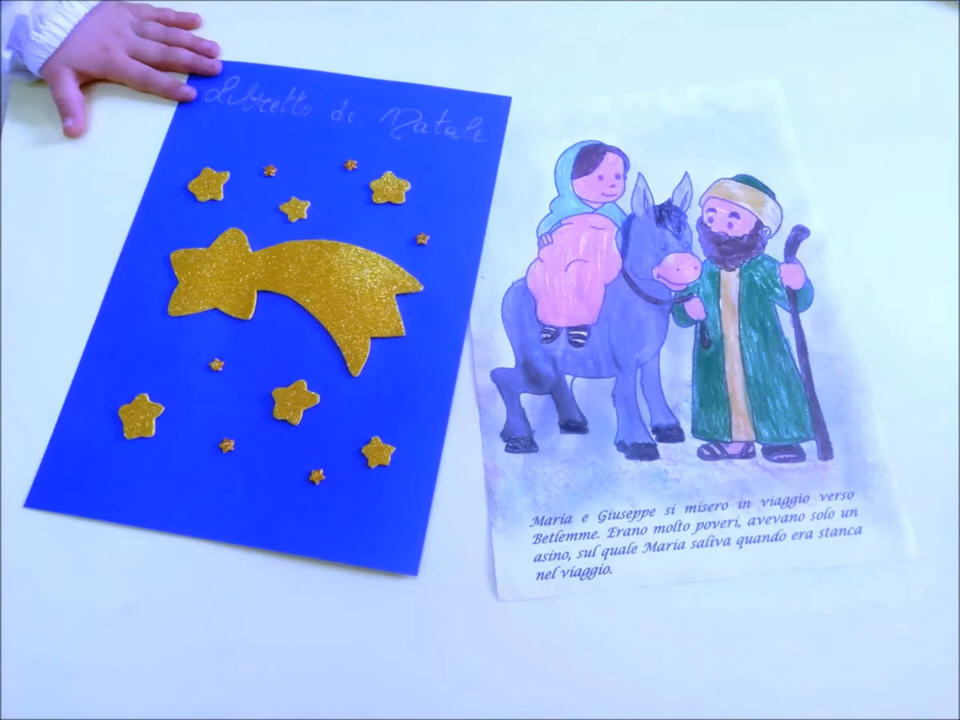 Libretto di Natale
Maria e Giuseppe si misero in viaggio verso
Betlemme. Erano molto poveri, avevano solo un
asino, sul quale Maria saliva quando era stanca
nel viaggio.